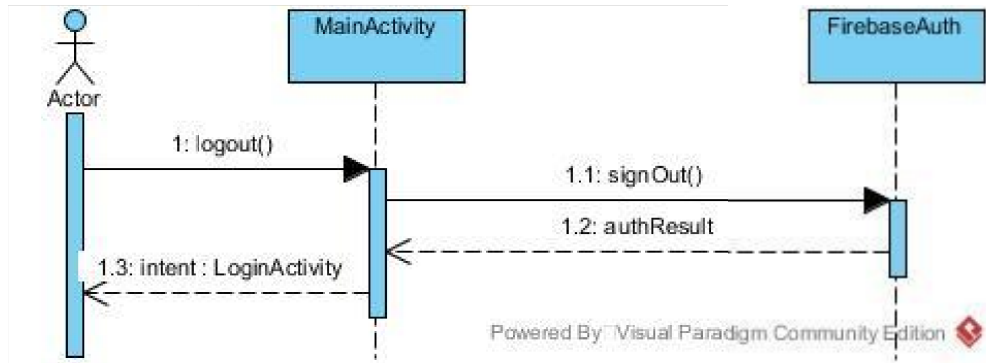 MainActivity
FirebaseAuth
Actor
1: logout()
1.1: signOut()
1.2: authResult
1.3: intent : LoginActivity
Powered By Visual Paradigm Community Edition